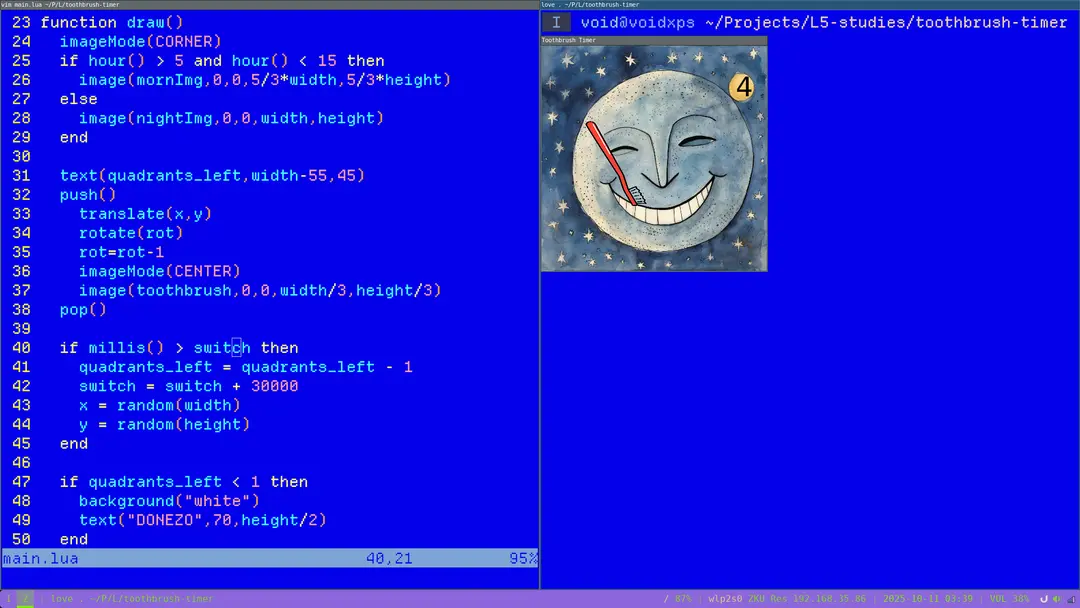 vim main.lua ~/P/L/toothbrush-timer
23 function draw()
24   imageMode(CORNER)
25   if hour() > 5 and hour() < 15 then
26     image(mornImg,0,0,5/3*width,5/3*height)
27   else
28     image(nightImg,0,0,width,height)
29   end
30
31   text(quadrants_left,width-55,45)
32   push()
33     translate(x,y)
34     rotate(rot)
35     rot=rot-1
36     imageMode(CENTER)
37     image(toothbrush,0,0,width/3,height/3)
38   pop()
39
40   if millis() > switch then
41     quadrants_left = quadrants_left - 1
42     switch = switch + 30000
43     x = random(width)
44     y = random(height)
45   end
46
47   if quadrants_left < 1 then
48     background("white")
49     text("DONEZO",70,height/2)
50   end
main.lua 40,21 95%
love . ~/P/L/toothbrush-timer
I void@voidxps ~/Projects/L5-studies/toothbrush-timer
Toothbrush Timer
4
1 2 | love . ~/P/L/toothbrush-timer
/ 87% | wlp2s0 ZKU Res 192.168.35.86 | 2025-10-11 03:39 | VOL 38%